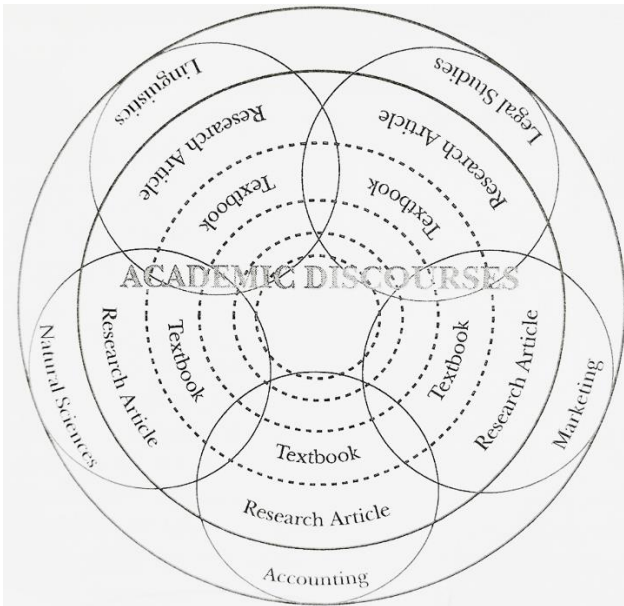 Linguistics
Legal Studies
Research Article
Research Article
Textbook
Textbook
ACADEMIC DISCOURSES
Natural Sciences
Research Article
Textbook
Textbook
Research Article
Marketing
Textbook
Research Article
Accounting